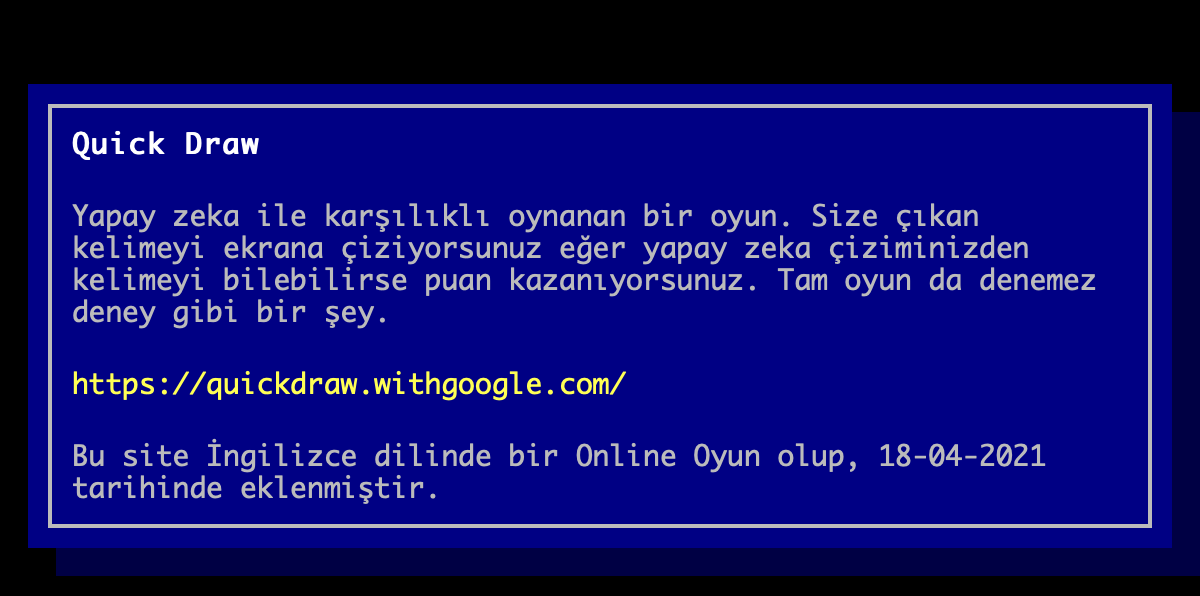 Quick Draw
Yapay zeka ile karşılıklı oynanan bir oyun. Size çıkan
kelimeyi ekrana çiziyorsunuz eğer yapay zeka çiziminizden
kelimeyi bilebilirse puan kazanıyorsunuz. Tam oyun da denemez
deney gibi bir şey.
https://quickdraw.withgoogle.com/
Bu site İngilizce dilinde bir Online Oyun olup, 18-04-2021
tarihinde eklenmiştir.